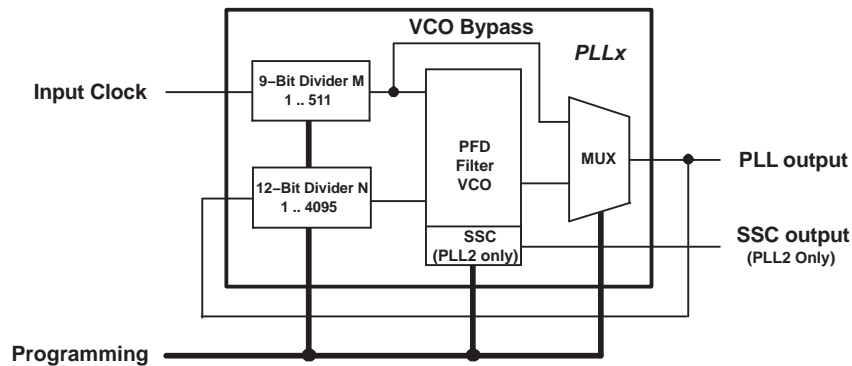 VCO Bypass
PLLx
Input Clock
9–Bit Divider M
1 .. 511
PFD
Filter
VCO
MUX
PLL output
12–Bit Divider N
1 .. 4095
SSC
(PLL2 only)
SSC output
(PLL2 Only)
Programming